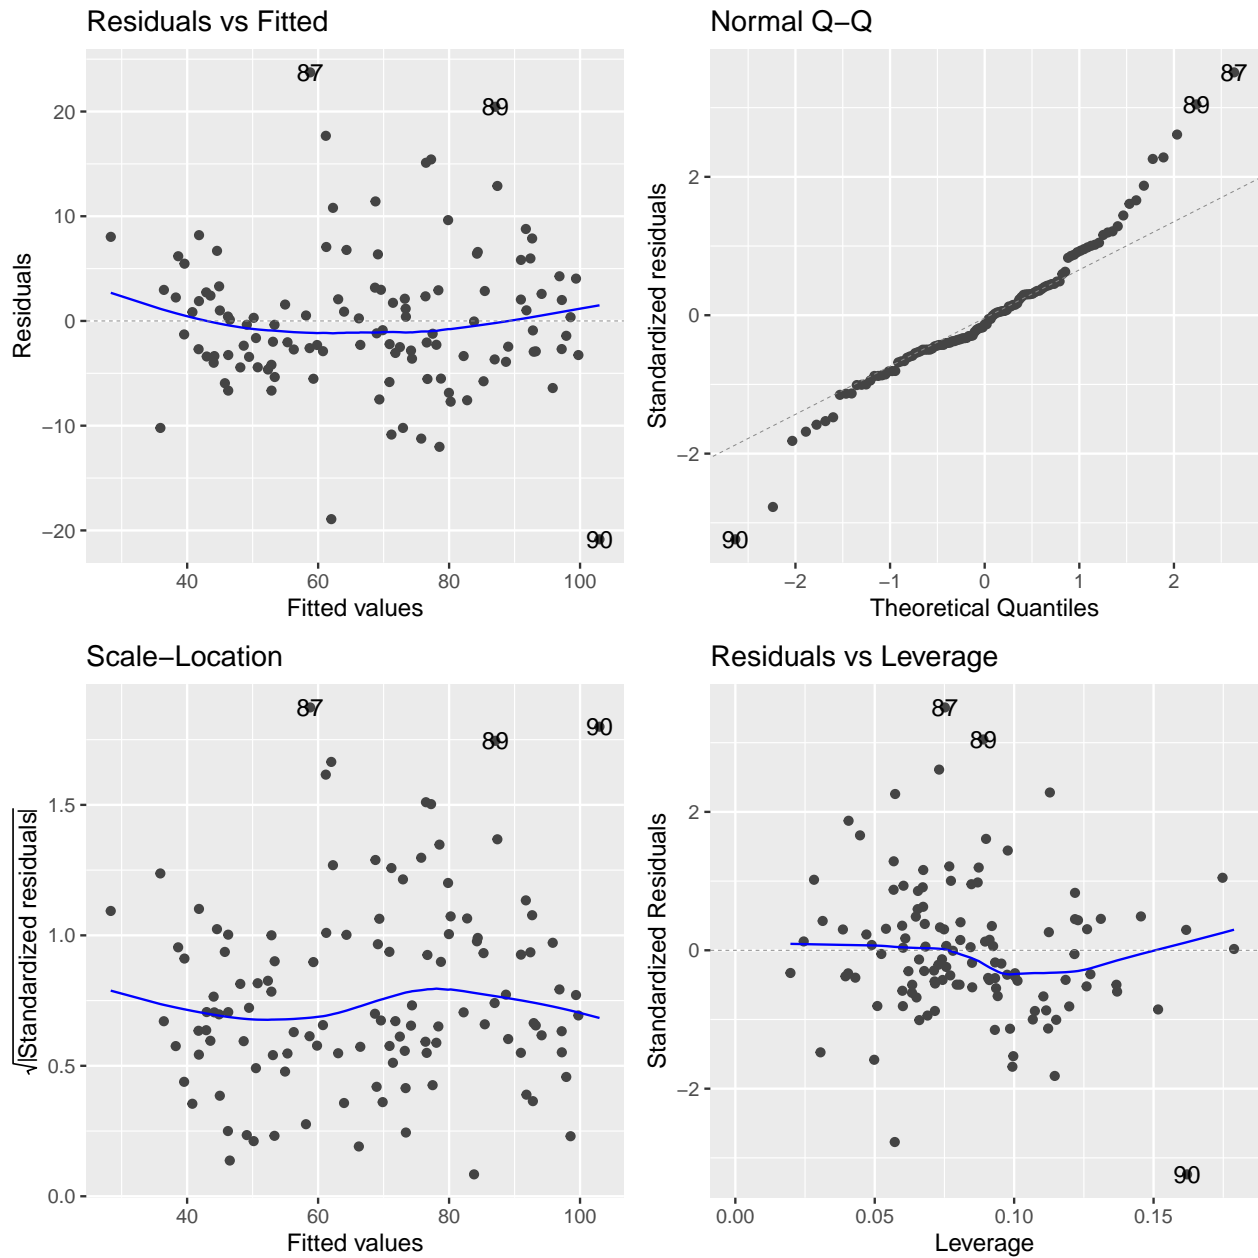 Residuals vs Fitted
87
89
90
20
10
0
−10
−20
40 60 80 100
Residuals
Fitted values
Normal Q−Q
87
89
90
2
0
−2
−2 −1 0 1 2
Standardized residuals
Theoretical Quantiles
Scale−Location
87
90
89
1.5
1.0
0.5
0.0
40 60 80 100
√|Standardized residuals|
Fitted values
Residuals vs Leverage
87
89
90
2
0
−2
0.00 0.05 0.10 0.15
Standardized Residuals
Leverage